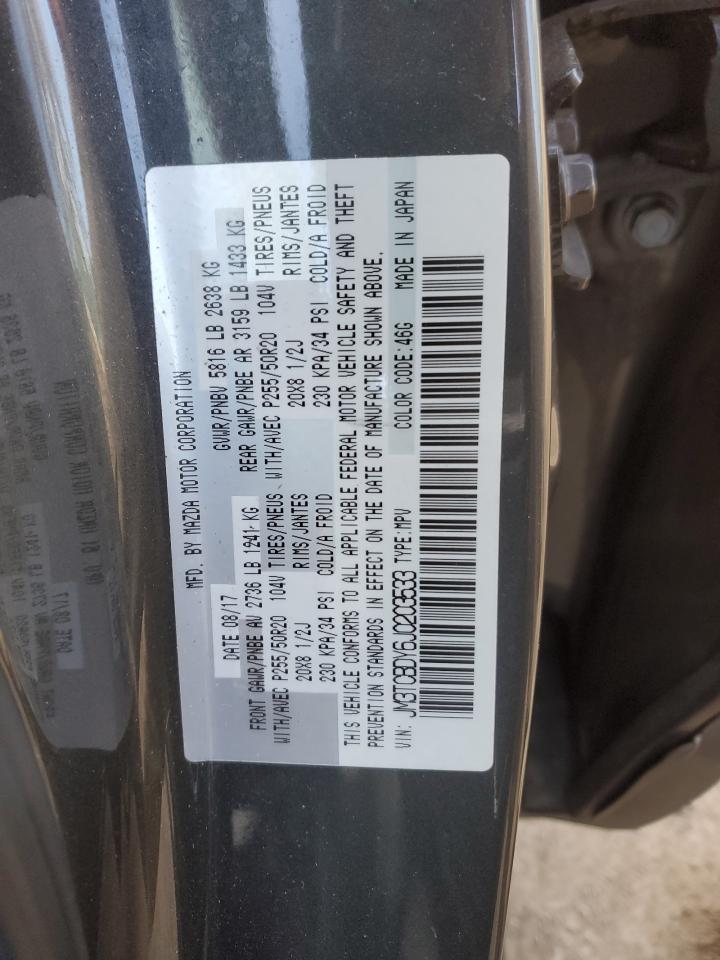 MFD. BY MAZDA MOTOR CORPORATION
DATE 08/17 GVWR/PNBV 5816 LB 2638 KG
FRONT GAWR/PNBE AV 2736 LB 1241 KG REAR GAWR/PNBE AR 3159 LB 1433 KG
WITH/AVEC P255/50R20 104V TIRES/PNEUS WITH/AVEC P255/50R20 104V TIRES/PNEUS
20X8 1/2J RIMS/JANTES 20X8 1/2J RIMS/JANTES
230 KPA/34 PSI COLD/A FROID 230 KPA/34 PSI COLD/A FROID
THIS VEHICLE CONFORMS TO ALL APPLICABLE FEDERAL MOTOR VEHICLE SAFETY AND THEFT
PREVENTION STANDARDS IN EFFECT ON THE DATE OF MANUFACTURE SHOWN ABOVE.
VIN: JM3TCBDY6J0203533 TYPE:MPV COLOR CODE:46G MADE IN JAPAN